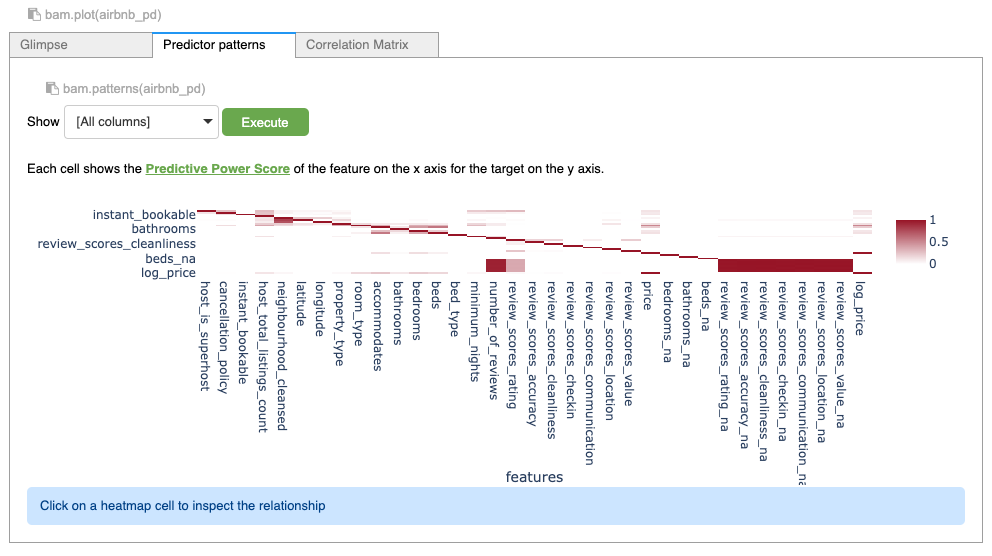 bam.plot(airbnb_pd)
Glimpse
Predictor patterns
Correlation Matrix
bam.patterns(airbnb_pd)
Show
[All columns]
Execute
Each cell shows the Predictive Power Score of the feature on the x axis for the target on the y axis.
instant_bookable
bathrooms
review_scores_cleanliness
beds_na
log_price
1
0.5
0
host_is_superhost
cancellation_policy
instant_bookable
host_total_listings_count
neighbourhood_cleansed
latitude
longitude
property_type
room_type
accommodates
bathrooms
bedrooms
beds
bed_type
minimum_nights
number_of_reviews
review_scores_rating
review_scores_accuracy
review_scores_cleanliness
review_scores_checkin
review_scores_communication
review_scores_location
review_scores_value
price
bedrooms_na
bathrooms_na
beds_na
review_scores_rating_na
review_scores_accuracy_na
review_scores_cleanliness_na
review_scores_checkin_na
review_scores_communication_na
review_scores_location_na
review_scores_value_na
log_price
features
Click on a heatmap cell to inspect the relationship